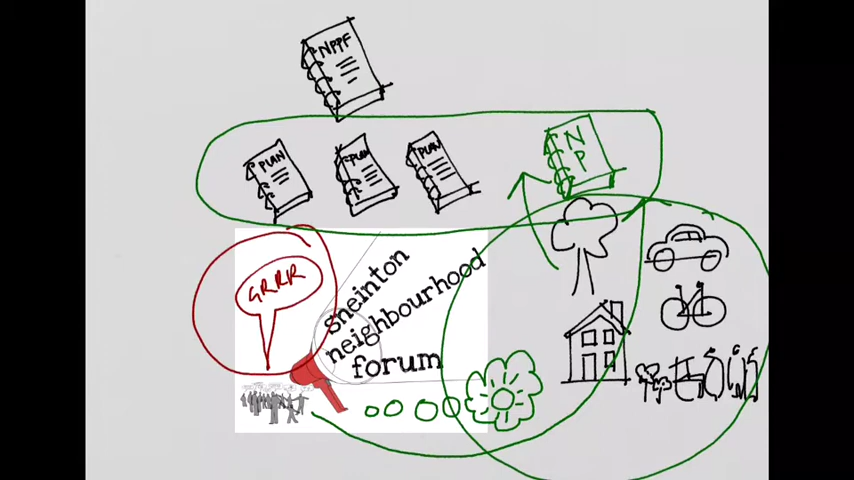 NPPF
PLAN
PLAN
PLAN
N
P
GRRR
Sneinton
neighbourhood
forum